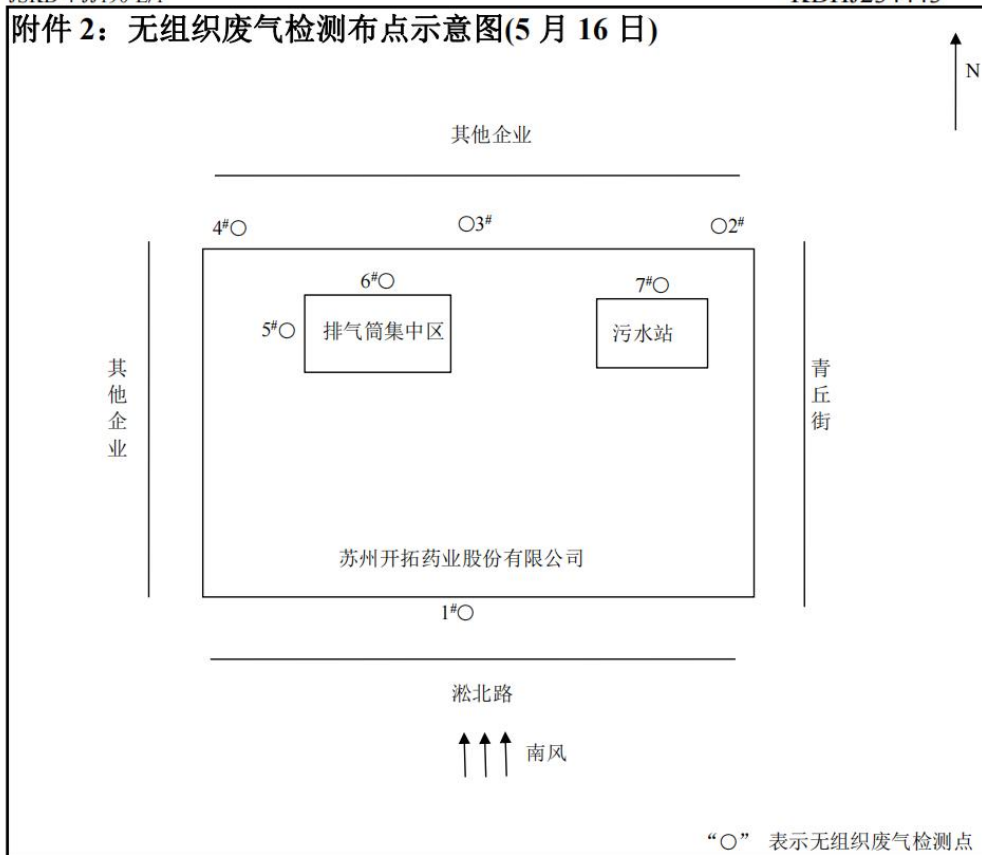 附件 2：无组织废气检测布点示意图(5 月 16 日)
N
其他企业
4#○
○3#
○2#
6#○
7#○
5#○
排气筒集中区
污水站
其他企业
青丘街
苏州开拓药业股份有限公司
1#○
淞北路
南风
“○” 表示无组织废气检测点